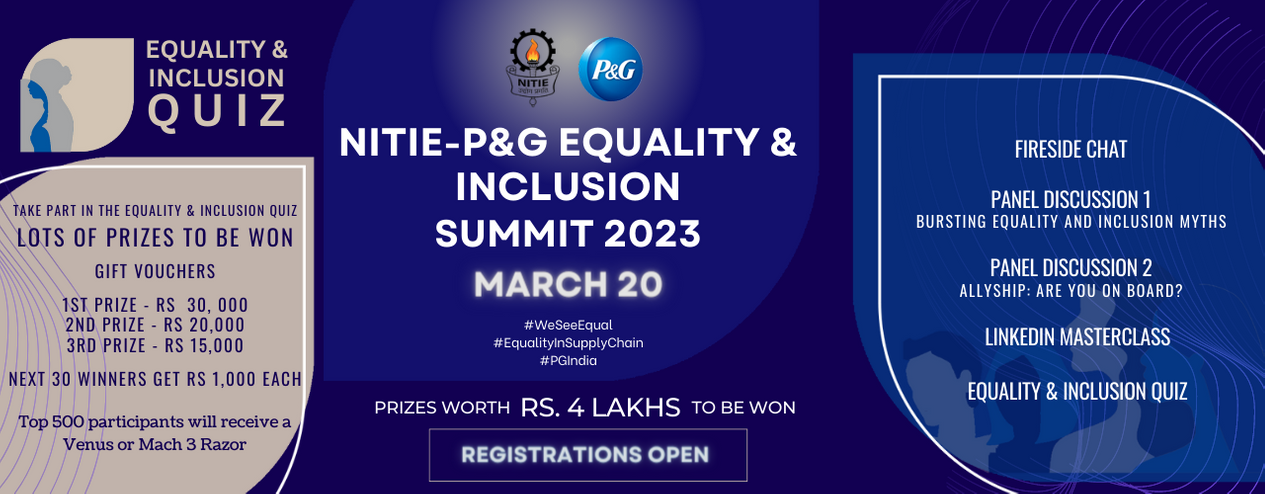 EQUALITY &
INCLUSION
QUIZ
TAKE PART IN THE EQUALITY & INCLUSION QUIZ
LOTS OF PRIZES TO BE WON
GIFT VOUCHERS
1ST PRIZE - RS 30, 000
2ND PRIZE - RS 20,000
3RD PRIZE - RS 15,000
NEXT 30 WINNERS GET RS 1,000 EACH
Top 500 participants will receive a
Venus or Mach 3 Razor
NITIE
P&G
NITIE-P&G EQUALITY &
INCLUSION
SUMMIT 2023
MARCH 20
#WeSeeEqual
#EqualityInSupplyChain
#PGIndia
PRIZES WORTH RS. 4 LAKHS TO BE WON
REGISTRATIONS OPEN
FIRESIDE CHAT
PANEL DISCUSSION 1
BURSTING EQUALITY AND INCLUSION MYTHS
PANEL DISCUSSION 2
ALLYSHIP: ARE YOU ON BOARD?
LINKEDIN MASTERCLASS
EQUALITY & INCLUSION QUIZ